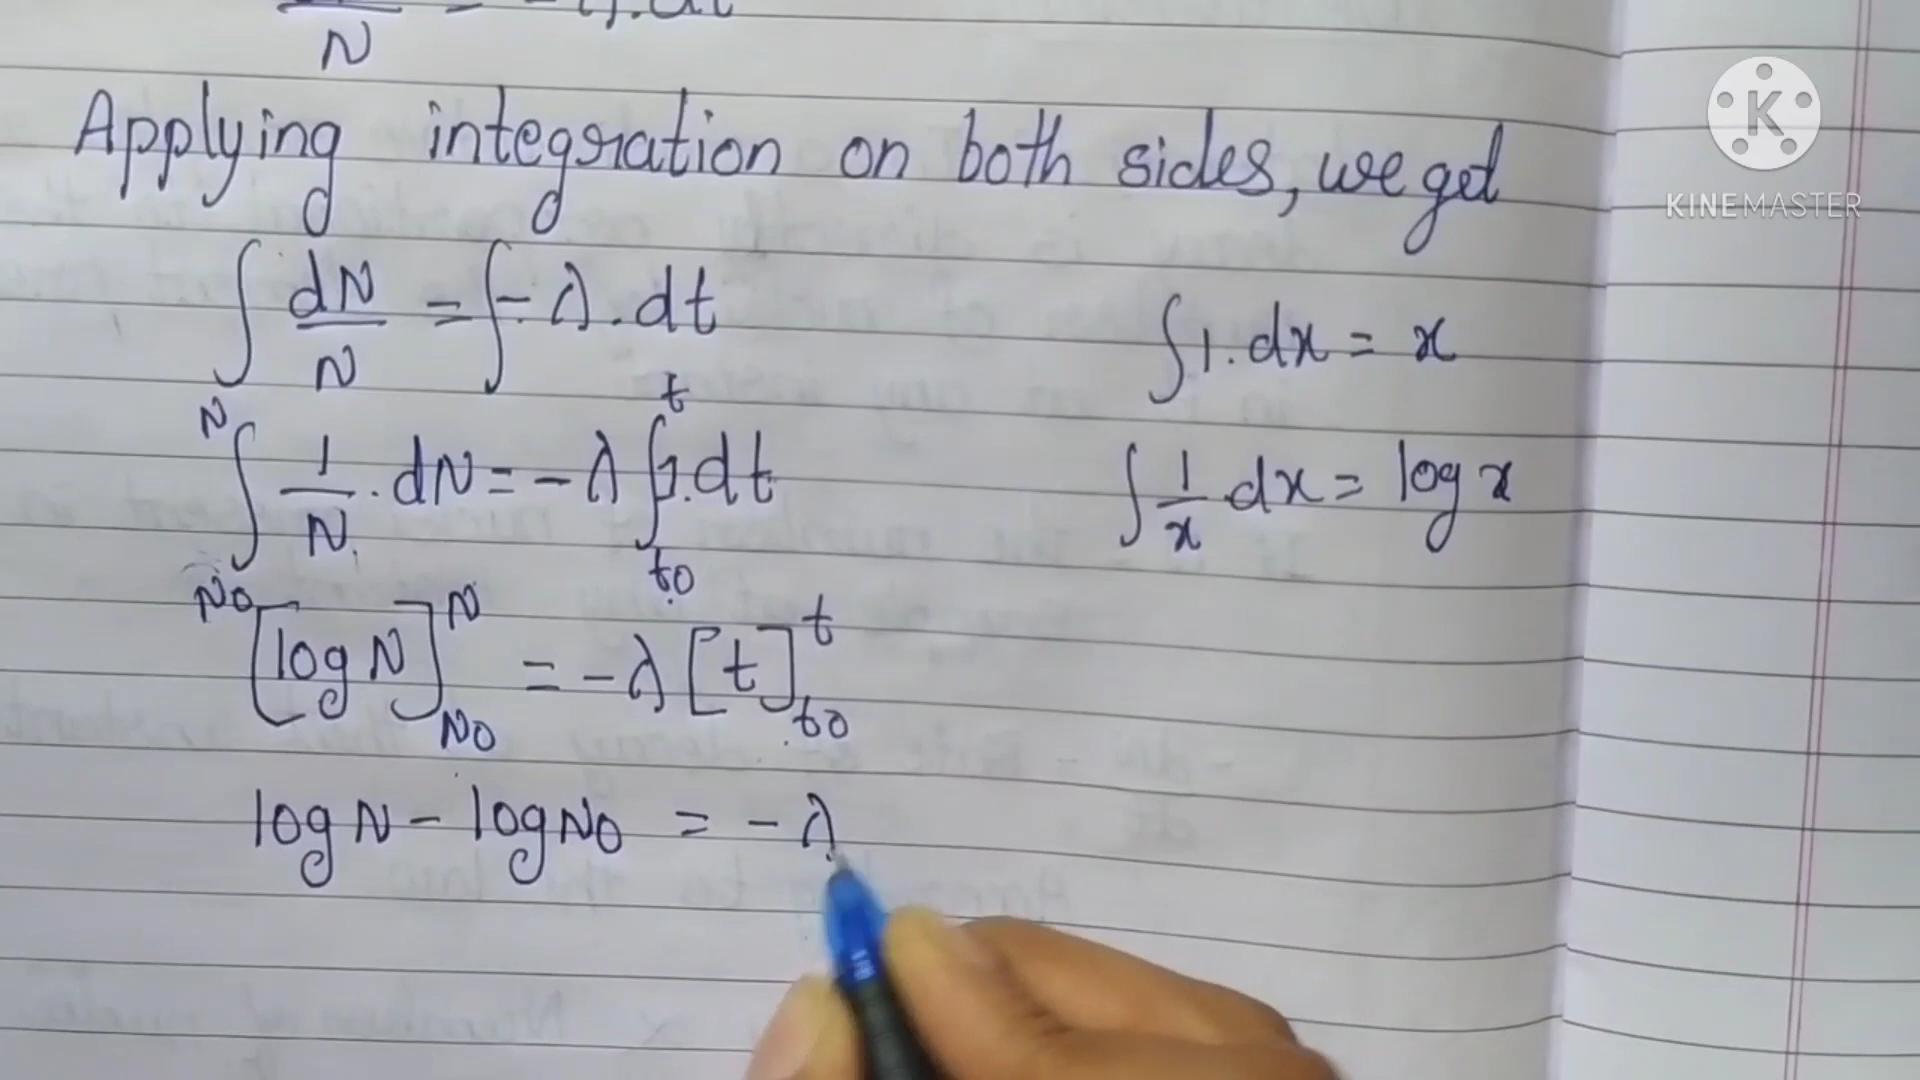 N = - λ.dt
Applying integration on both sides, we get
∫ dN/N = ∫ - λ.dt
∫1.dx = x
∫_{N0}^{N} 1/N .dN = -λ ∫_{t0}^{t} 1.dt
∫ 1/x dx = log x
[log N]_{N0}^{N} = -λ [t]_{t0}^{t}
log N - log N0 = - λ
K
KINEMASTER